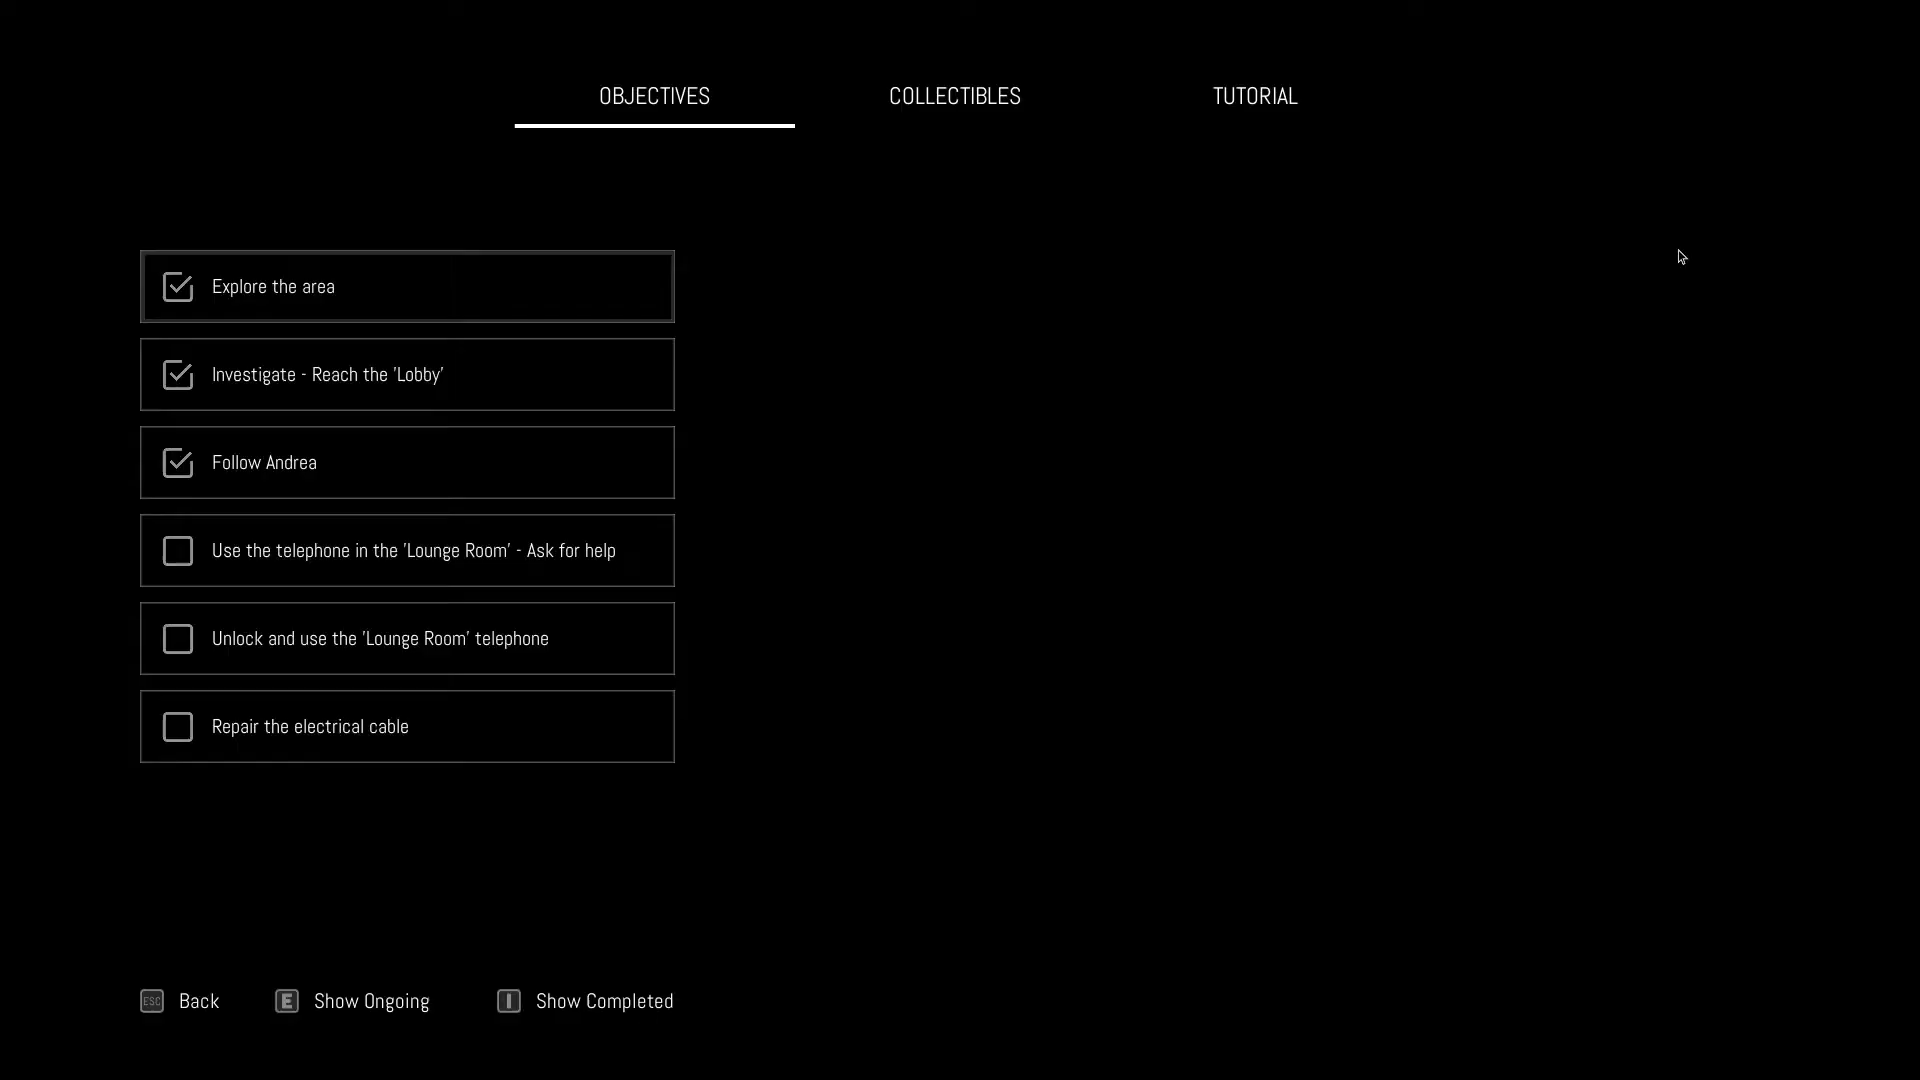 OBJECTIVES COLLECTIBLES TUTORIAL
Explore the area
Investigate - Reach the 'Lobby'
Follow Andrea
Use the telephone in the 'Lounge Room' - Ask for help
Unlock and use the 'Lounge Room' telephone
Repair the electrical cable
ESC Back E Show Ongoing I Show Completed